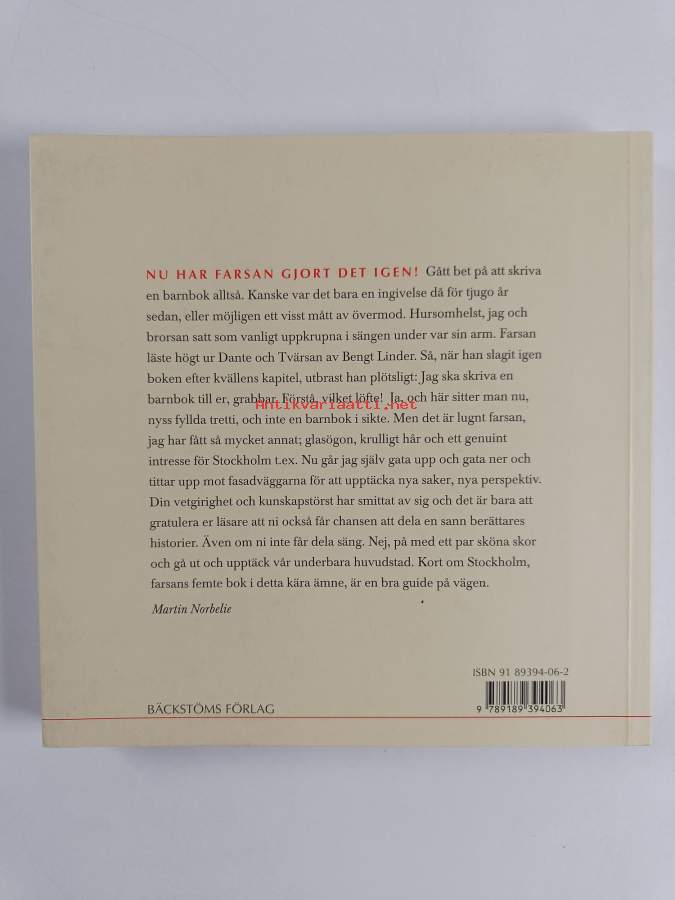 NU HAR FARSAN GJORT DET IGEN! Gått bet på att skriva
en barnbok alltså. Kanske var det bara en ingivelse då för tjugo år
sedan, eller möjligen ett visst mått av övermod. Hursomhelst, jag och
brorsan satt som vanligt uppkrupna i sängen under var sin arm. Farsan
läste högt ur Dante och Tvärsan av Bengt Linder. Så, när han slagit igen
boken efter kvällens kapitel, utbrast han plötsligt: Jag ska skriva en
barnbok till er, grabbar. Förstå, vilket löfte! Ja, och här sitter man nu,
Antikvariaatti.net
nyss fyllda tretti, och inte en barnbok i sikte. Men det är lugnt farsan,
jag har fått så mycket annat; glasögon, krulligt hår och ett genuint
intresse för Stockholm t.ex. Nu går jag själv gata upp och gata ner och
tittar upp mot fasadväggarna för att upptäcka nya saker, nya perspektiv.
Din vetgirighet och kunskapstörst har smittat av sig och det är bara att
gratulera er läsare att ni också får chansen att dela en sann berättares
historier. Även om ni inte får dela säng. Nej, på med ett par sköna skor
och gå ut och upptäck vår underbara huvudstad. Kort om Stockholm,
farsans femte bok i detta kära ämne, är en bra guide på vägen.
Martin Norbelie
ISBN 91 89394-06-2
9 789189 394063
BÄCKSTÖMS FÖRLAG